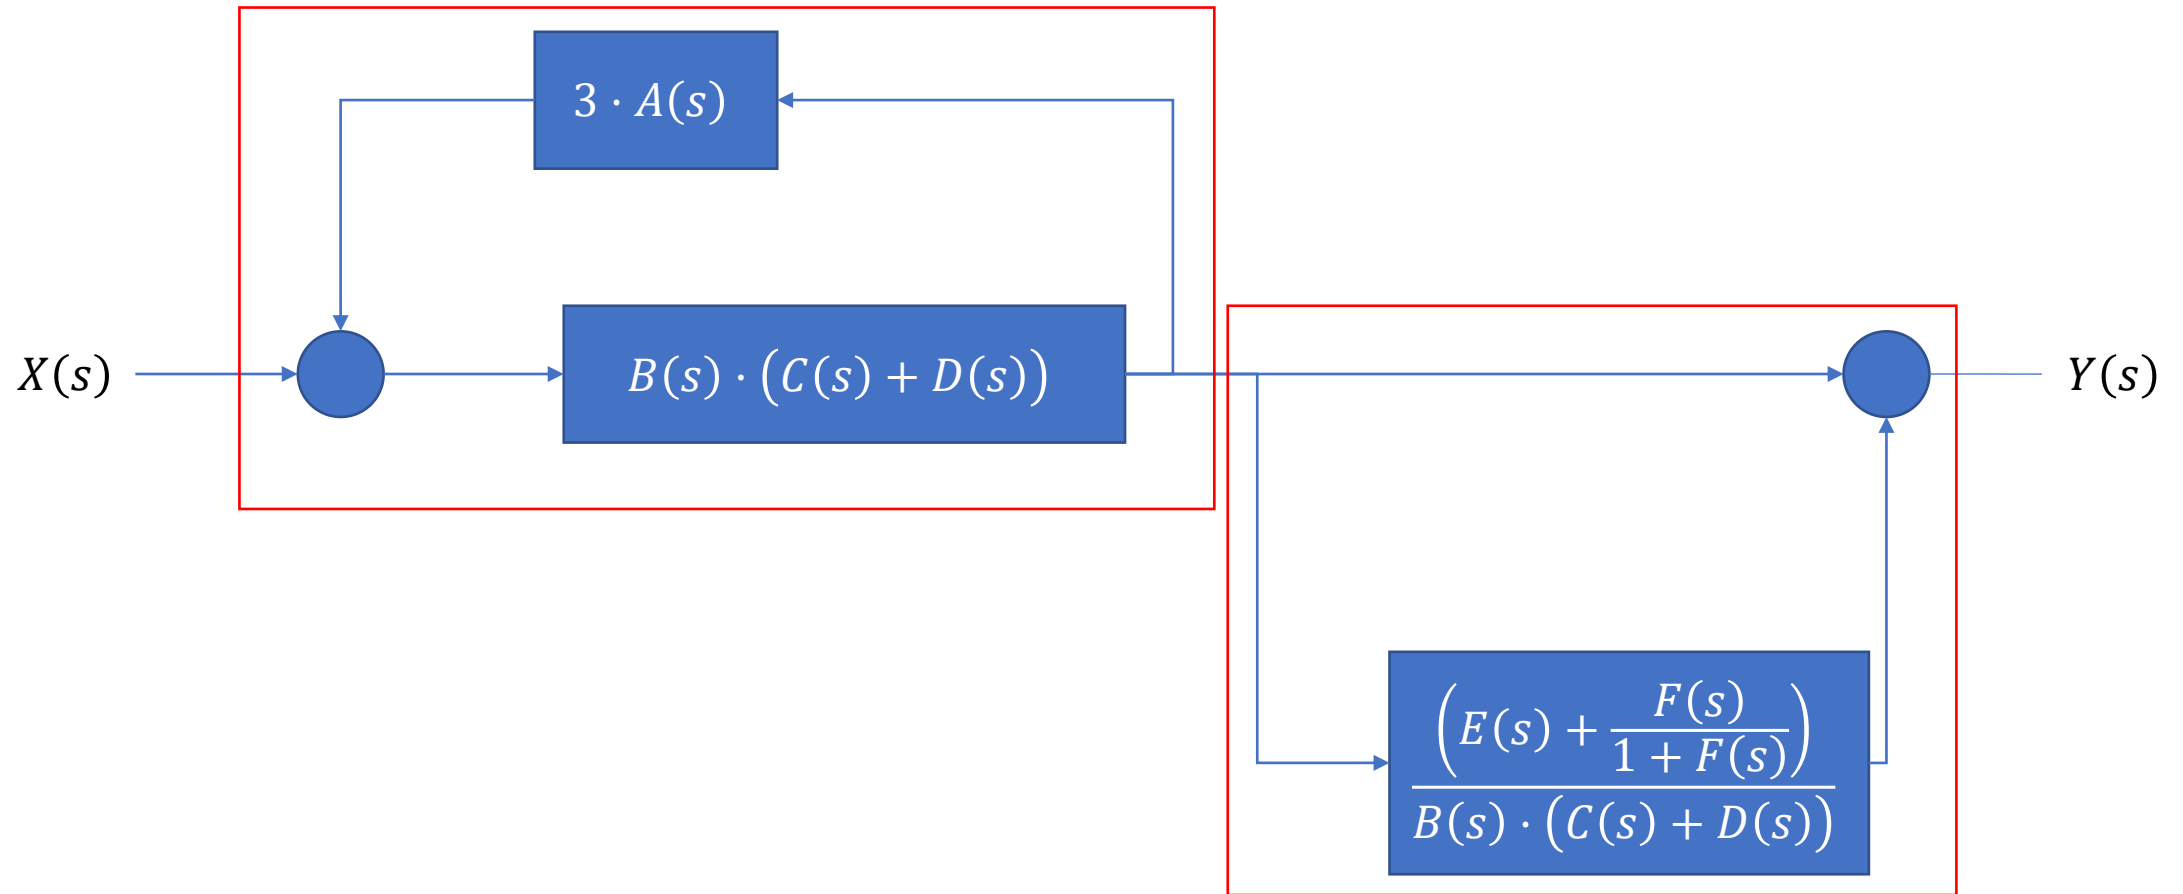 3 · A(s)
X(s)
B(s) · (C(s) + D(s))
Y(s)
(E(s) + F(s)/(1 + F(s)))
B(s) · (C(s) + D(s))